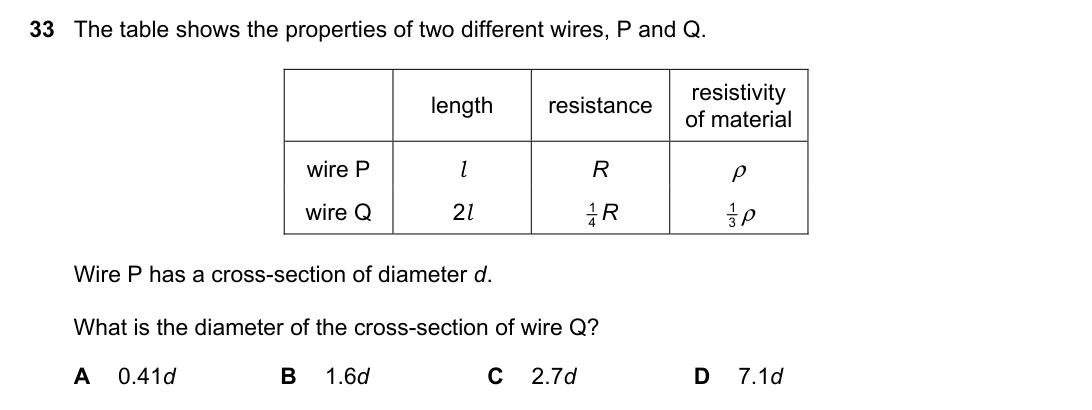 33 The table shows the properties of two different wires, P and Q.
length resistance resistivity of material
wire P l R ρ
wire Q 2l 1/4 R 1/3 ρ
Wire P has a cross-section of diameter d.
What is the diameter of the cross-section of wire Q?
A 0.41d B 1.6d C 2.7d D 7.1d